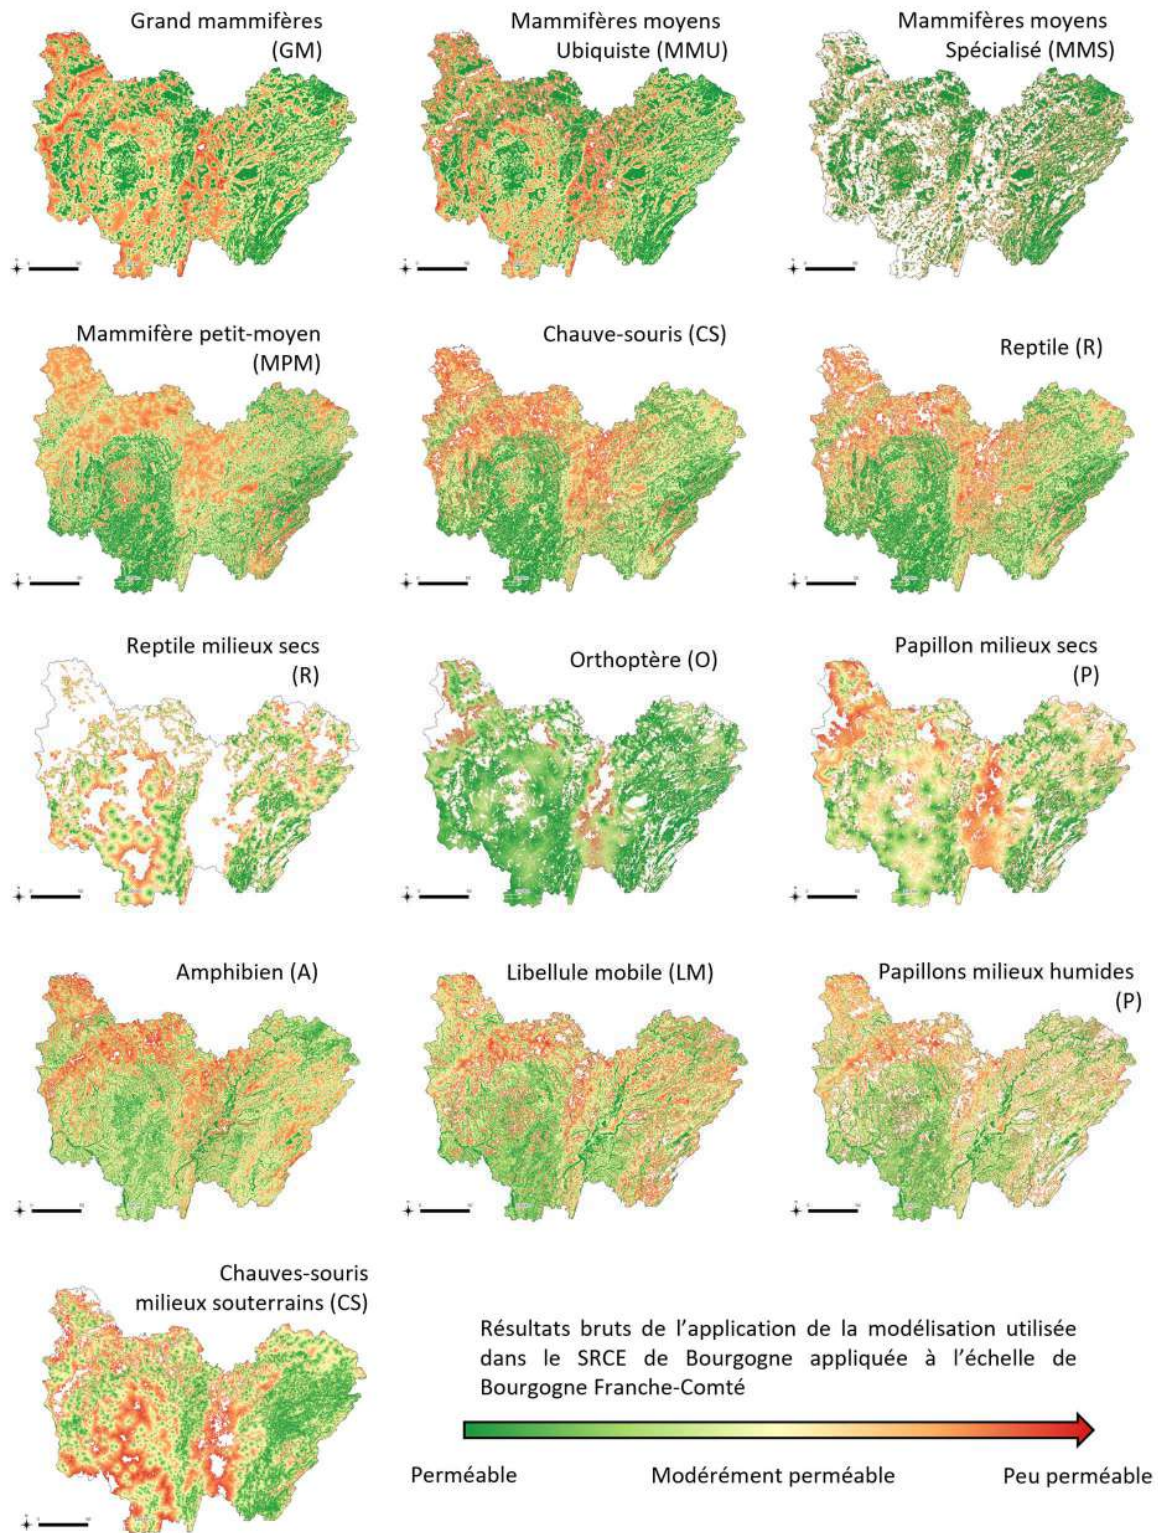 Grand mammifères
(GM)
Mammifères moyens
Ubiquiste (MMU)
Mammifères moyens
Spécialisé (MMS)
Mammifère petit-moyen
(MPM)
Chauve-souris (CS)
Reptile (R)
Reptile milieux secs
(R)
Orthoptère (O)
Papillon milieux secs
(P)
Amphibien (A)
Libellule mobile (LM)
Papillons milieux humides
(P)
Chauves-souris
milieux souterrains (CS)
Résultats bruts de l’application de la modélisation utilisée
dans le SRCE de Bourgogne appliquée à l’échelle de
Bourgogne Franche-Comté
Perméable
Modérément perméable
Peu perméable